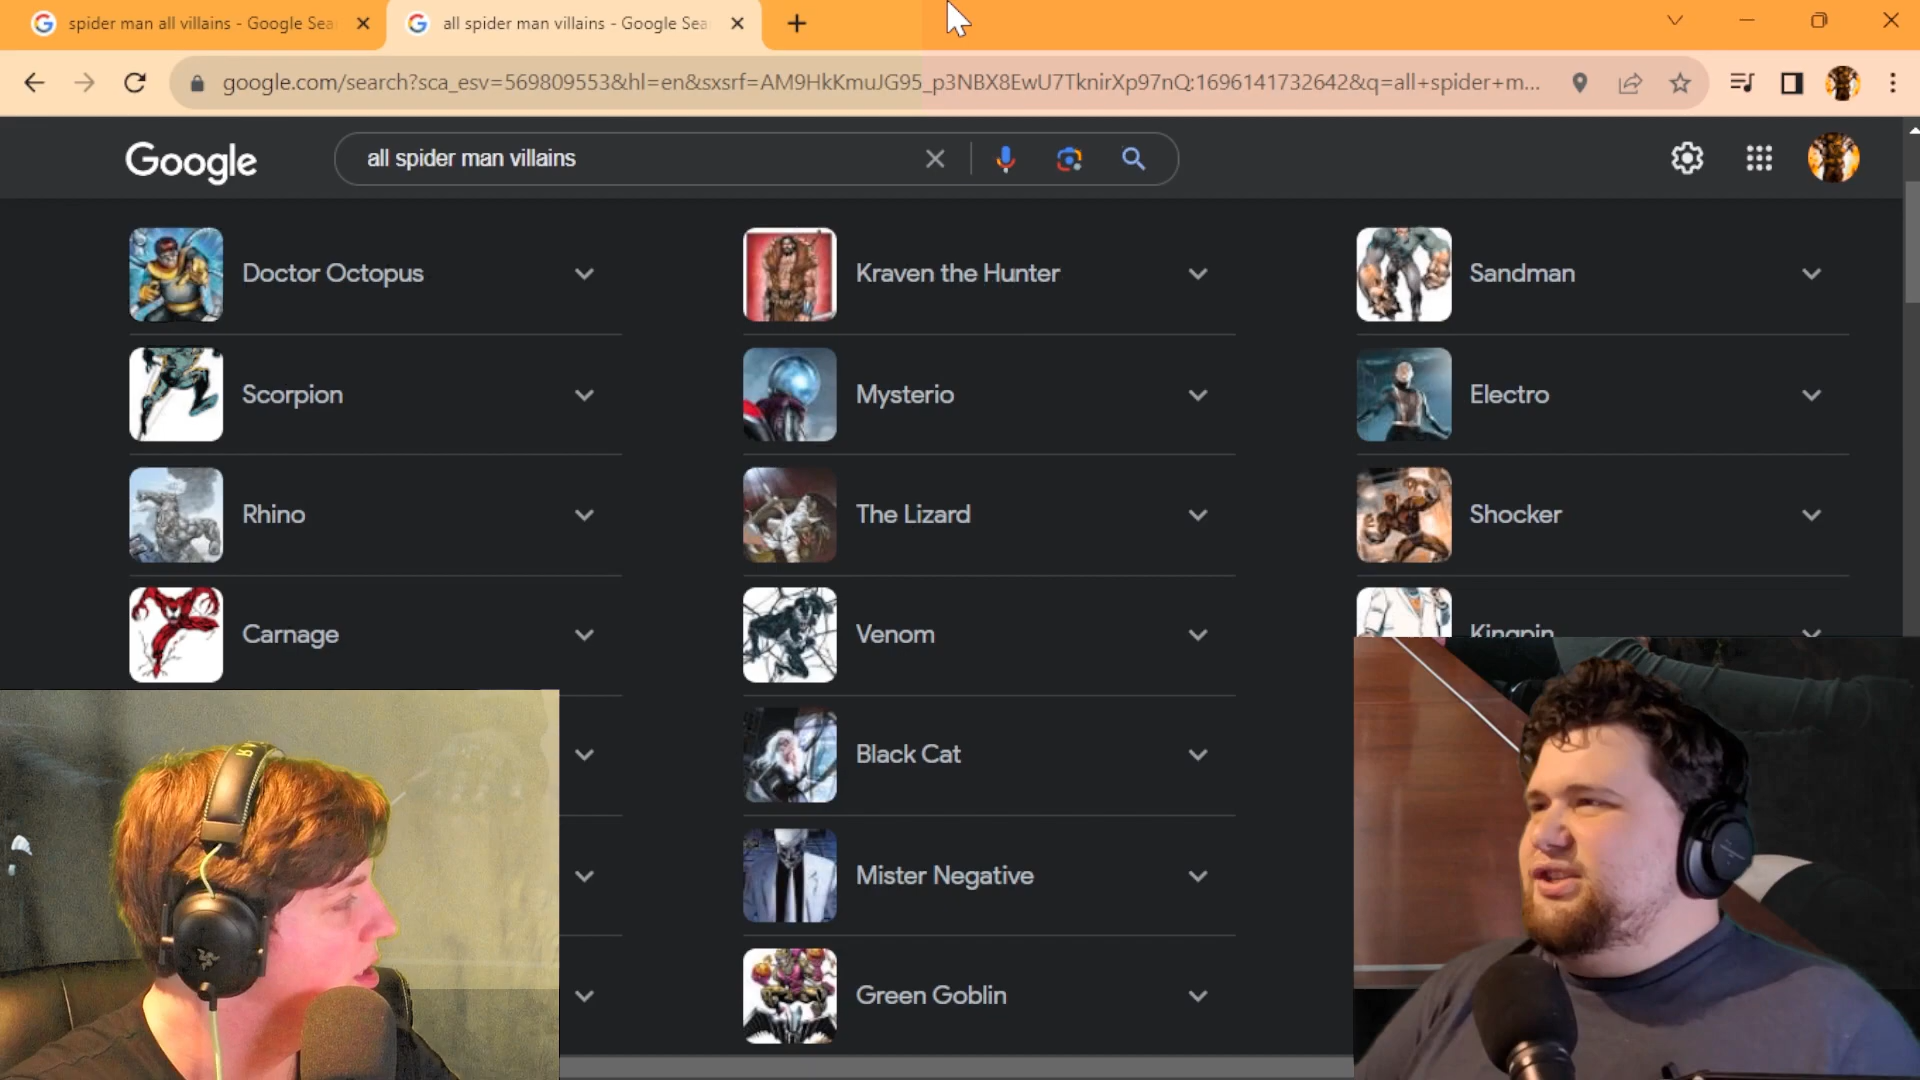 spider man all villains - Google Sea
all spider man villains - Google Sea
google.com/search?sca_esv=569809553&hl=en&sxsrf=AM9HkKmuJG95_p3NBX8EwU7TknirXp97nQ:1696141732642&q=all+spider+m...
Google
all spider man villains
Doctor Octopus
Kraven the Hunter
Sandman
Scorpion
Mysterio
Electro
Rhino
The Lizard
Shocker
Carnage
Venom
Kingpin
Black Cat
Mister Negative
Green Goblin